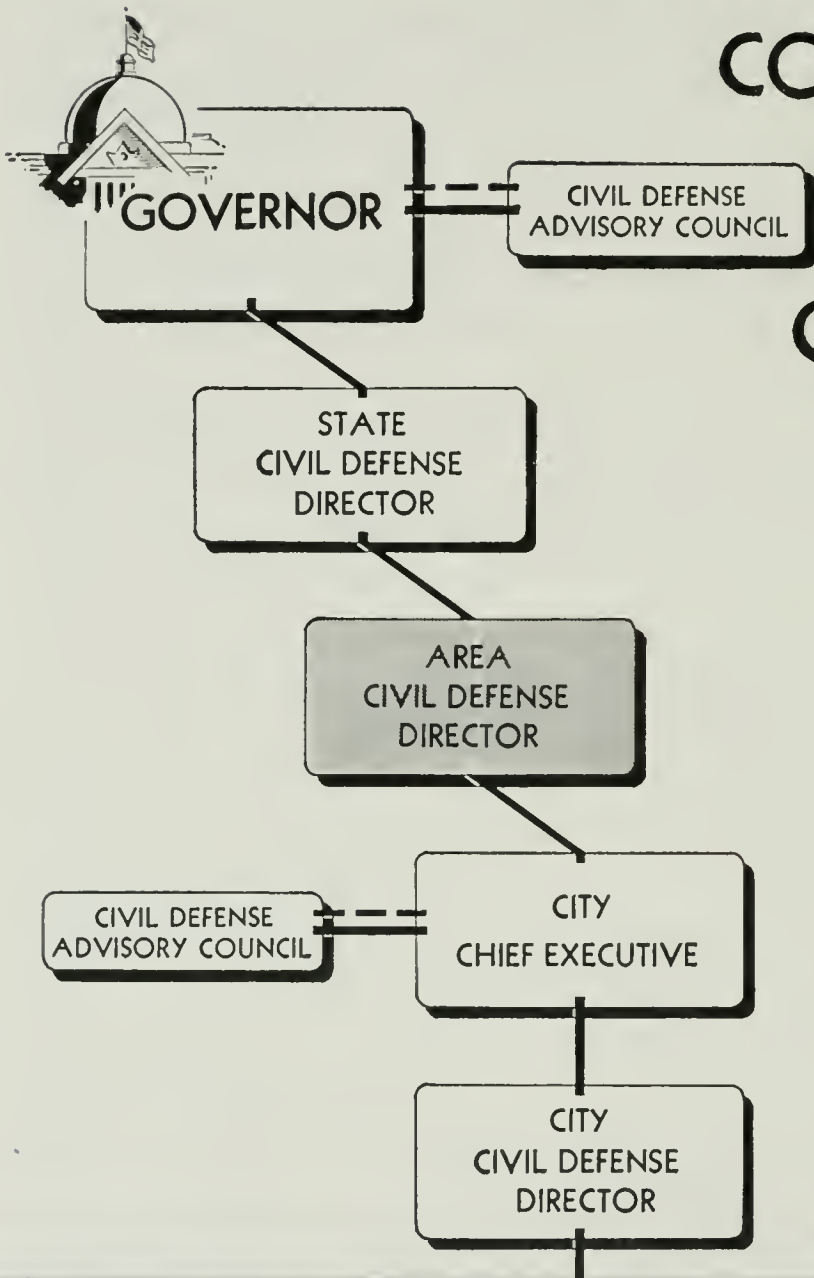 CO
GOVERNOR
CIVIL DEFENSE
ADVISORY COUNCIL
STATE
CIVIL DEFENSE
DIRECTOR
AREA
CIVIL DEFENSE
DIRECTOR
CIVIL DEFENSE
ADVISORY COUNCIL
CITY
CHIEF EXECUTIVE
CITY
CIVIL DEFENSE
DIRECTOR